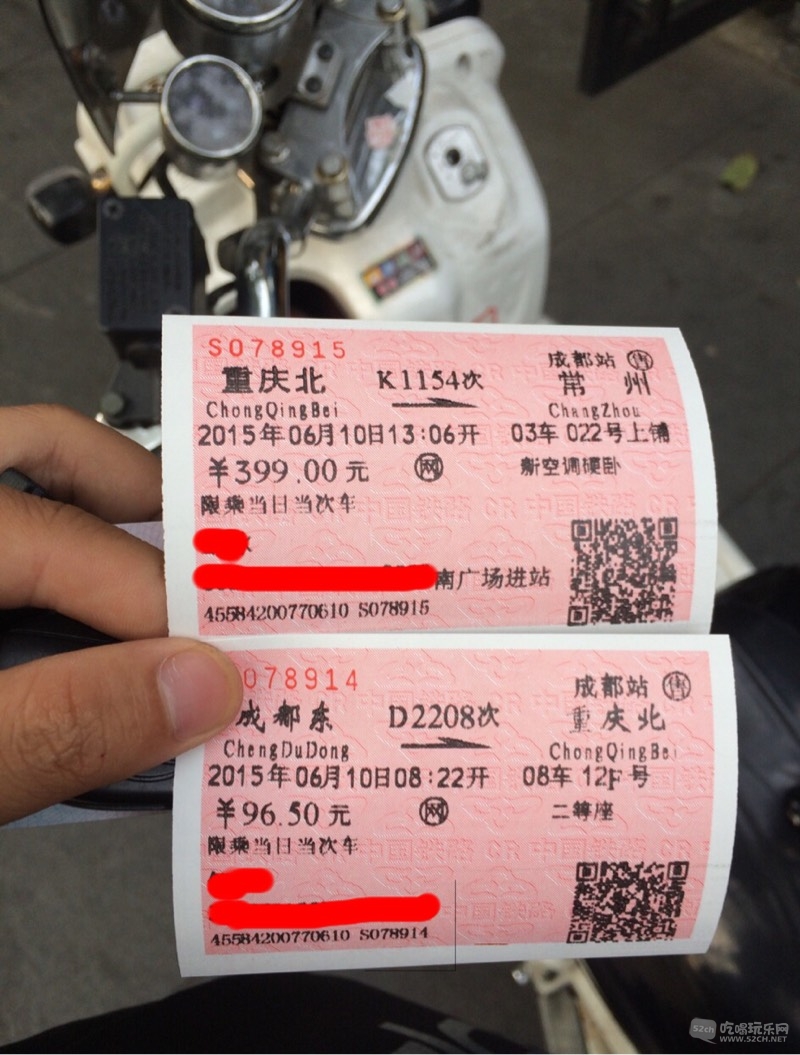 S078915 成都站 售
重庆北 K1154次 常 州
ChongQingBei ChangZhou
2015年06月10日13:06开 03车 022号上铺
￥399.00元 网 新空调硬卧
限乘当日当次车
南广场进站
45584200770610 S078915
078914 成都站 售
成都东 D2208次 重庆北
ChengDuDong ChongQingBei
2015年06月10日08:22开 08车 12F号
￥96.50元 网 二等座
限乘当日当次车
45584200770610 S078914
52ch 吃喝玩乐网
WWW.52CH.NET